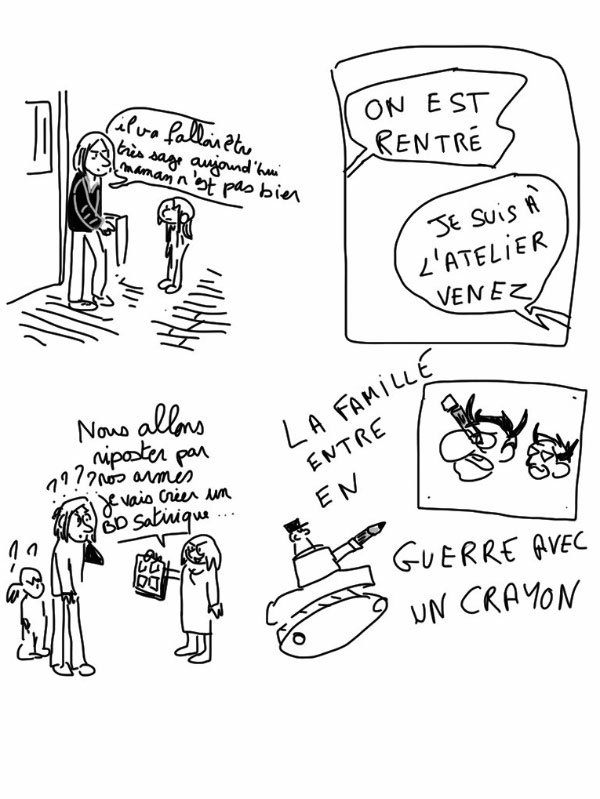 il va falloir être
très sage aujourd'hui
maman n'est pas bien
ON EST
RENTRÉ
JE SUIS À
L'ATELIER
VENEZ
Nous allons
riposter par
nos armes
je vais créer un
BD Satirique...
????
??
LA FAMILLE
ENTRE
EN
GUERRE AVEC
UN CRAYON